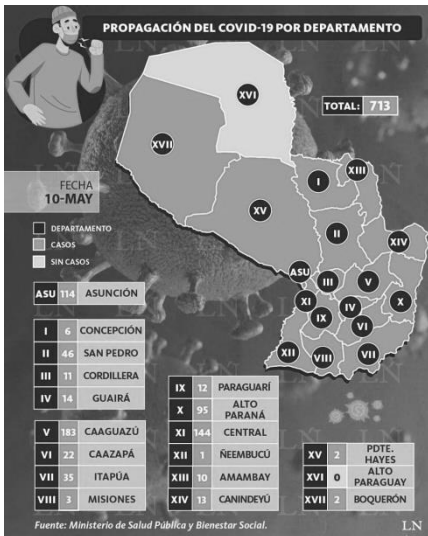 PROPAGACIÓN DEL COVID-19 POR DEPARTAMENTO
TOTAL: 713
XVI
XVII
XIII
I
XV
II
XIV
ASU
III
V
XI
IV
X
IX
VI
XII
VIII
VII
FECHA
10-MAY
DEPARTAMENTO
CASOS
SIN CASOS
ASU 114 ASUNCIÓN
I 6 CONCEPCIÓN
II 46 SAN PEDRO
III 11 CORDILLERA
IV 14 GUAIRÁ
V 183 CAAGUAZÚ
VI 22 CAAZAPÁ
VII 35 ITAPÚA
VIII 3 MISIONES
IX 12 PARAGUARÍ
X 95 ALTO PARANÁ
XI 144 CENTRAL
XII 1 ÑEEMBUCÚ
XIII 10 AMAMBAY
XIV 13 CANINDEYÚ
XV 2 PDTE. HAYES
XVI 0 ALTO PARAGUAY
XVII 2 BOQUERÓN
Fuente: Ministerio de Salud Pública y Bienestar Social.
LN